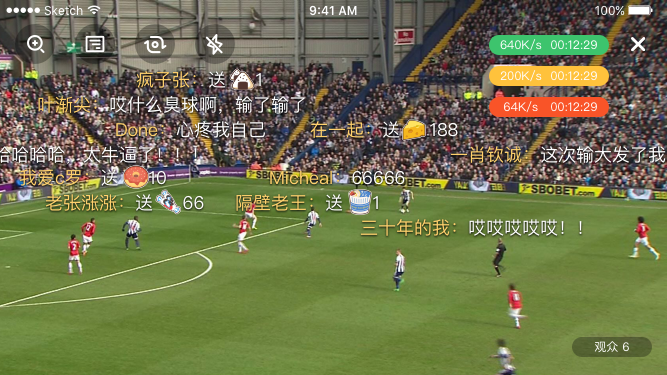 Sketch
9:41 AM
100%
640K/s 00:12:29
200K/s 00:12:29
64K/s 00:12:29
疯子张：送 1
叶渐尖：哎什么臭球啊，输了输了
Done：心疼我自己
在一起：送 188
哈哈哈哈，太牛逼了！！！
一肖钦诚：这次输大发了我
我爱c罗：送 10
Micheal：66666
老张涨涨：送 66
隔壁老王：送 1
SBOBET.com
SBOBET.com
三十年的我：哎哎哎哎哎！！
观众 6